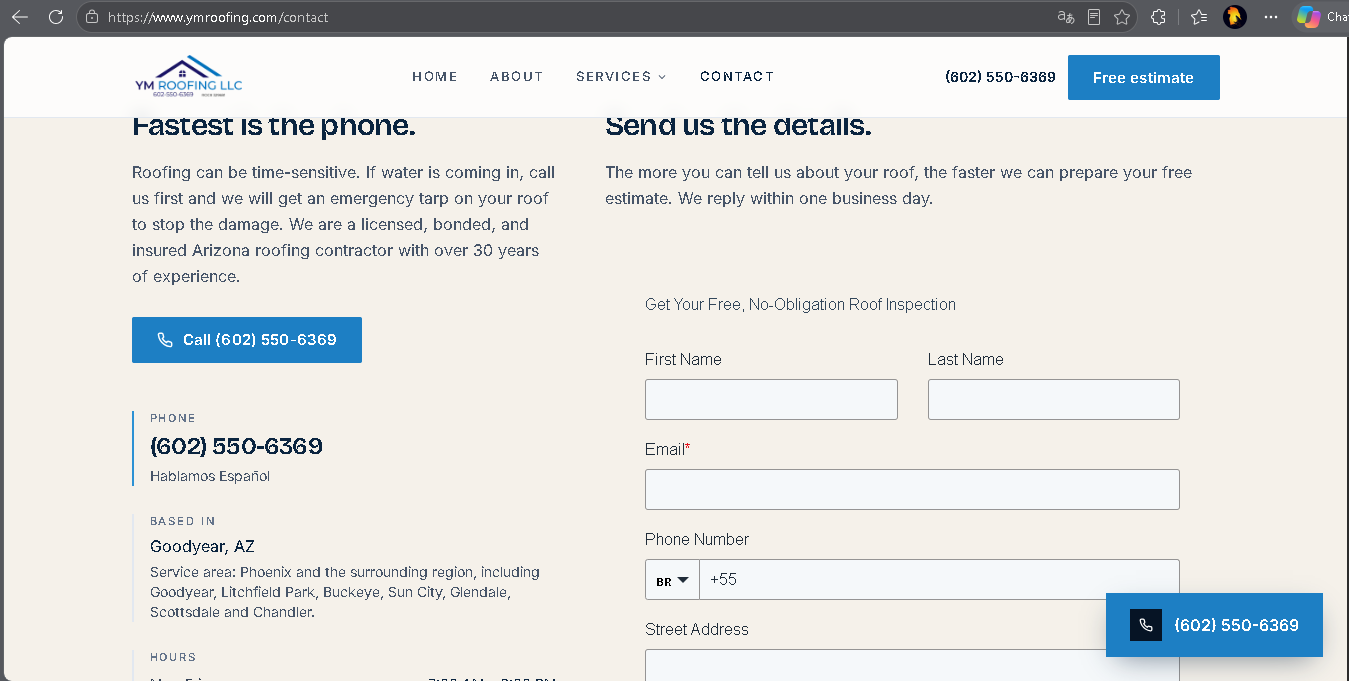 https://www.ymroofing.com/contact
Chat
YM ROOFING LLC
602-550-6369
HOME
ABOUT
SERVICES
CONTACT
(602) 550-6369
Free estimate
Fastest is the phone.
Roofing can be time-sensitive. If water is coming in, call
us first and we will get an emergency tarp on your roof
to stop the damage. We are a licensed, bonded, and
insured Arizona roofing contractor with over 30 years
of experience.
Call (602) 550-6369
PHONE
(602) 550-6369
Hablamos Español
BASED IN
Goodyear, AZ
Service area: Phoenix and the surrounding region, including
Goodyear, Litchfield Park, Buckeye, Sun City, Glendale,
Scottsdale and Chandler.
HOURS
Send us the details.
The more you can tell us about your roof, the faster we can prepare your free
estimate. We reply within one business day.
Get Your Free, No-Obligation Roof Inspection
First Name
Last Name
Email*
Phone Number
BR
+55
Street Address
(602) 550-6369